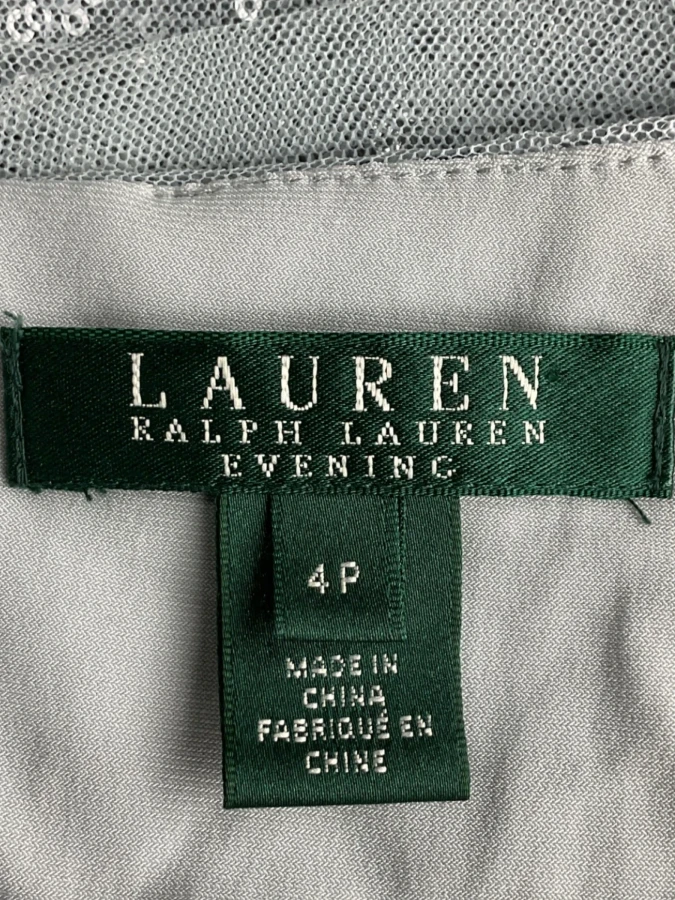 LAUREN
RALPH LAUREN
EVENING
4P
MADE IN
CHINA
FABRIQUÉ EN
CHINE